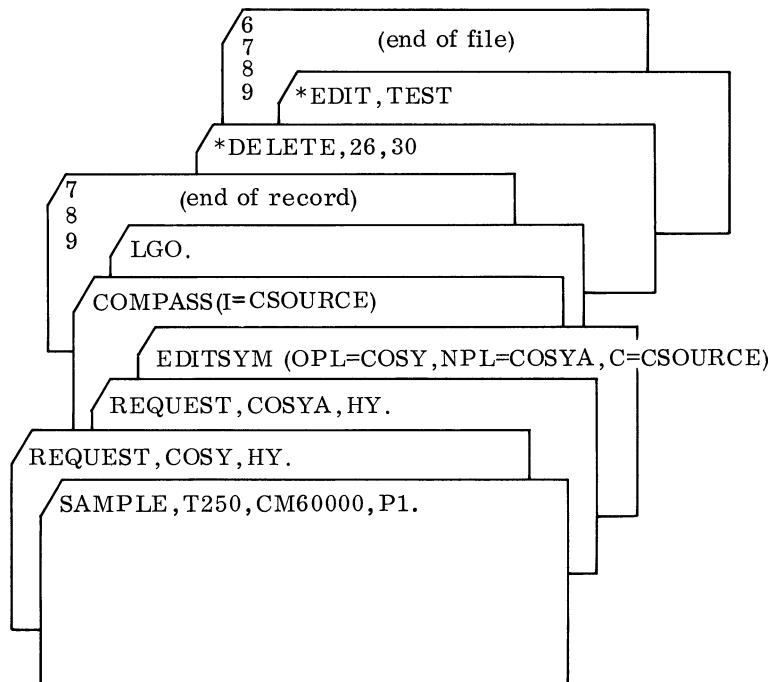 6
7
8
9
(end of file)
*EDIT,TEST
*DELETE,26,30
7
8
9
(end of record)
LGO.
COMPASS(I=CSOURCE)
EDITSYM (OPL=COSY,NPL=COSYA,C=CSOURCE)
REQUEST,COSYA,HY.
REQUEST,COSY,HY.
SAMPLE,T250,CM60000,P1.